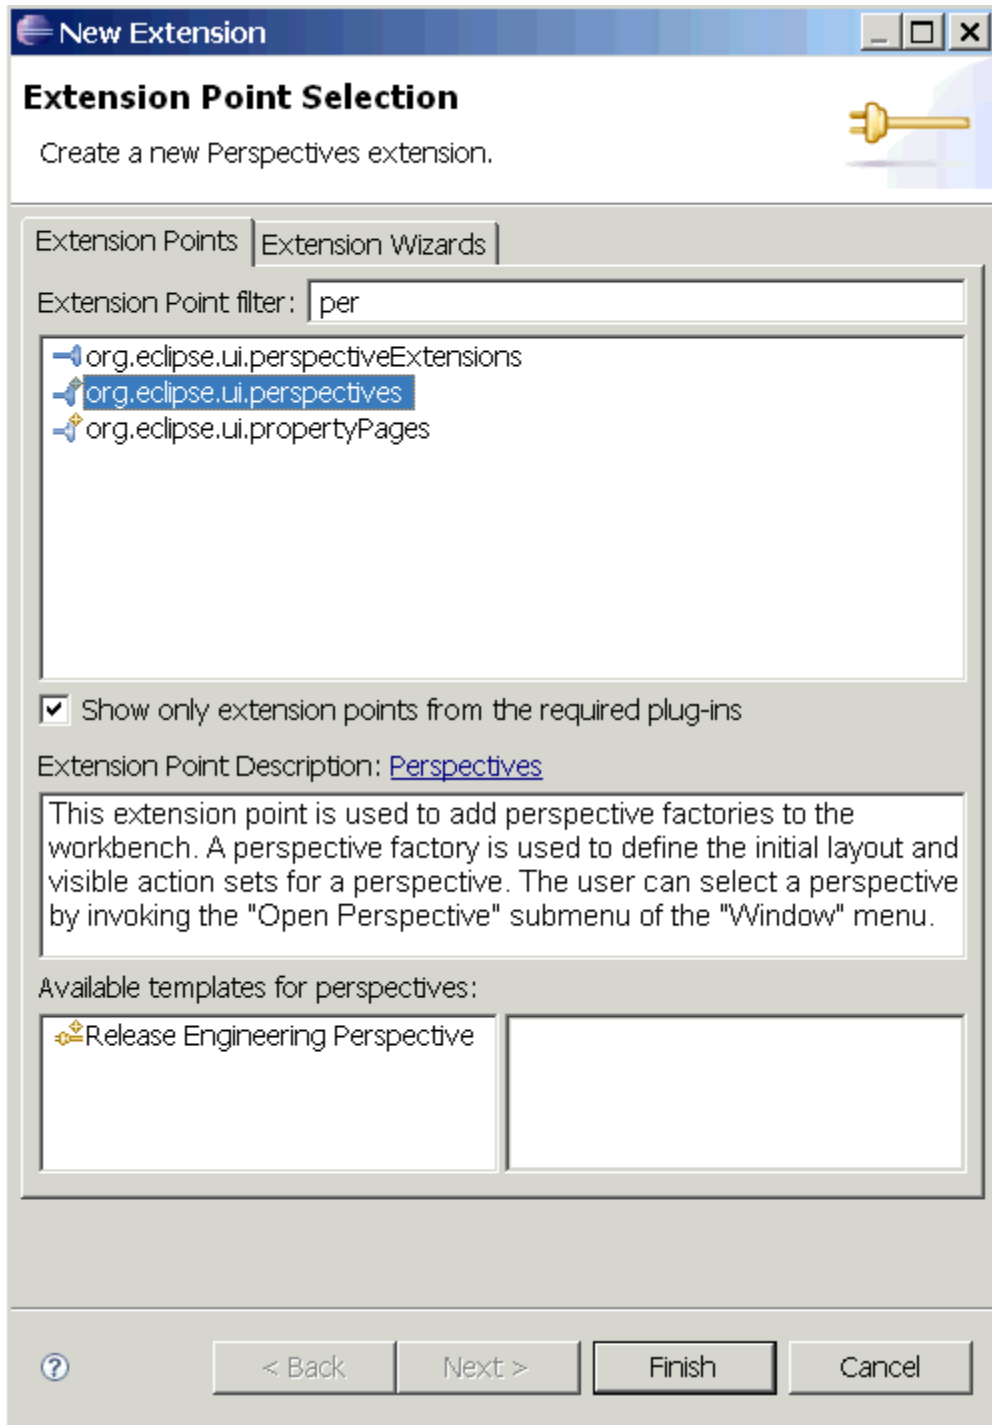 New Extension
Extension Point Selection
Create a new Perspectives extension.
Extension Points
Extension Wizards
Extension Point filter: per
org.eclipse.ui.perspectiveExtensions
org.eclipse.ui.perspectives
org.eclipse.ui.propertyPages
Show only extension points from the required plug-ins
Extension Point Description: Perspectives
This extension point is used to add perspective factories to the
workbench. A perspective factory is used to define the initial layout and
visible action sets for a perspective. The user can select a perspective
by invoking the "Open Perspective" submenu of the "Window" menu.
Available templates for perspectives:
Release Engineering Perspective
? < Back Next > Finish Cancel